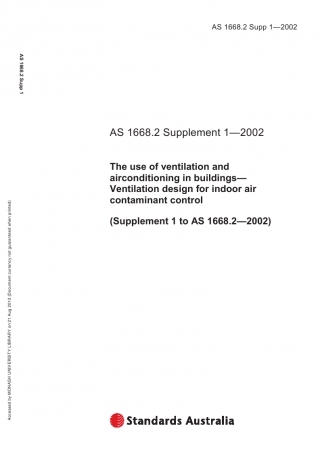 AS 1668.2 Supp 1—2002
AS 1668.2 Supp 1
AS 1668.2 Supplement 1—2002
The use of ventilation and
airconditioning in buildings—
Ventilation design for indoor air
contaminant control
(Supplement 1 to AS 1668.2—2002)
Accessed by MONASH UNIVERSITY LIBRARY on 21 Aug 2010 (Document currency not guaranteed when printed)
Standards Australia